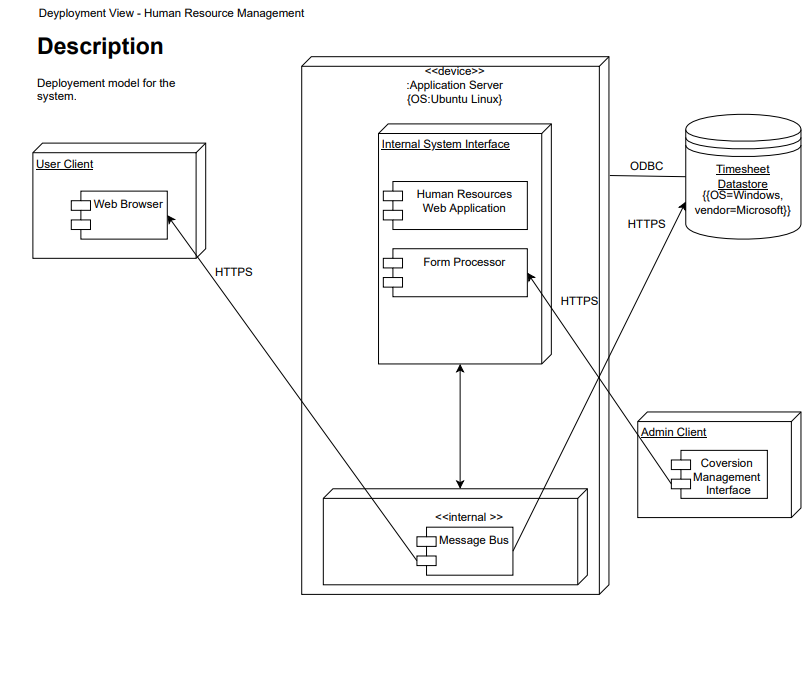 Deyployment View - Human Resource Management
Description
Deployement model for the
system.
<<device>>
:Application Server
{OS:Ubuntu Linux}
Internal System Interface
Human Resources
Web Application
Form Processor
User Client
Web Browser
HTTPS
ODBC
Timesheet
Datastore
{{OS=Windows,
vendor=Microsoft}}
HTTPS
HTTPS
Admin Client
Coversion
Management
Interface
<<internal >>
Message Bus